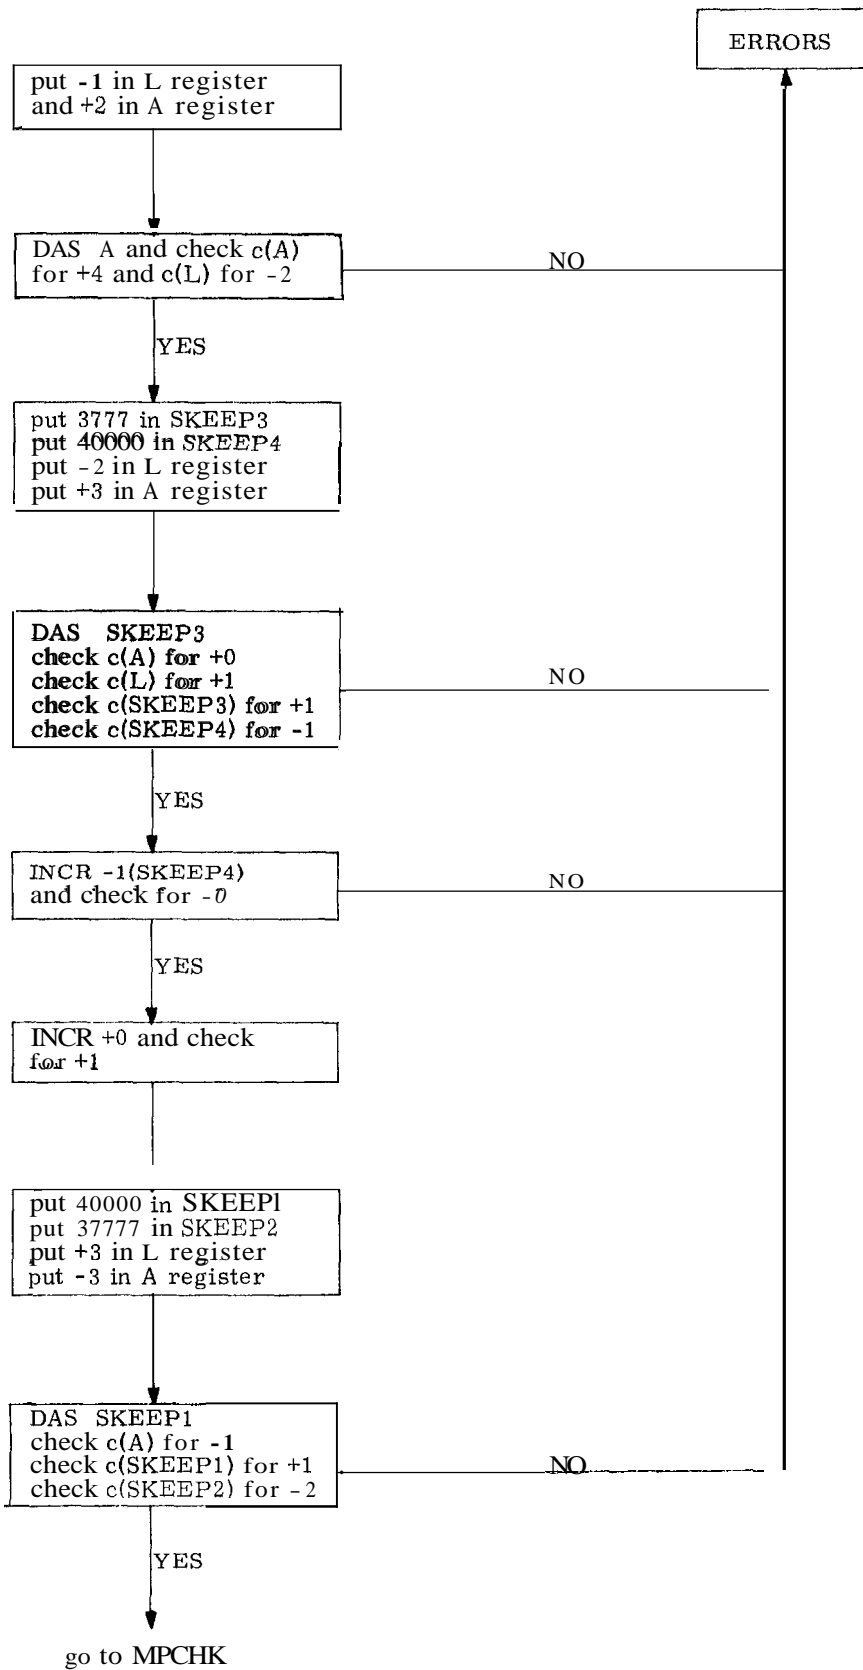 ERRORS
put -1 in L register
and +2 in A register
DAS A and check c(A)
for +4 and c(L) for -2
NO
YES
put 3777 in SKEEP3
put 40000 in SKEEP4
put -2 in L register
put +3 in A register
DAS SKEEP3
check c(A) for +0
check c(L) for +1
check c(SKEEP3) for +1
check c(SKEEP4) for -1
NO
YES
INCR -1(SKEEP4)
and check for -0
NO
YES
INCR +0 and check
for +1
put 40000 in SKEEPl
put 37777 in SKEEP2
put +3 in L register
put -3 in A register
DAS SKEEP1
check c(A) for -1
check c(SKEEP1) for +1
check c(SKEEP2) for -2
NO
YES
go to MPCHK